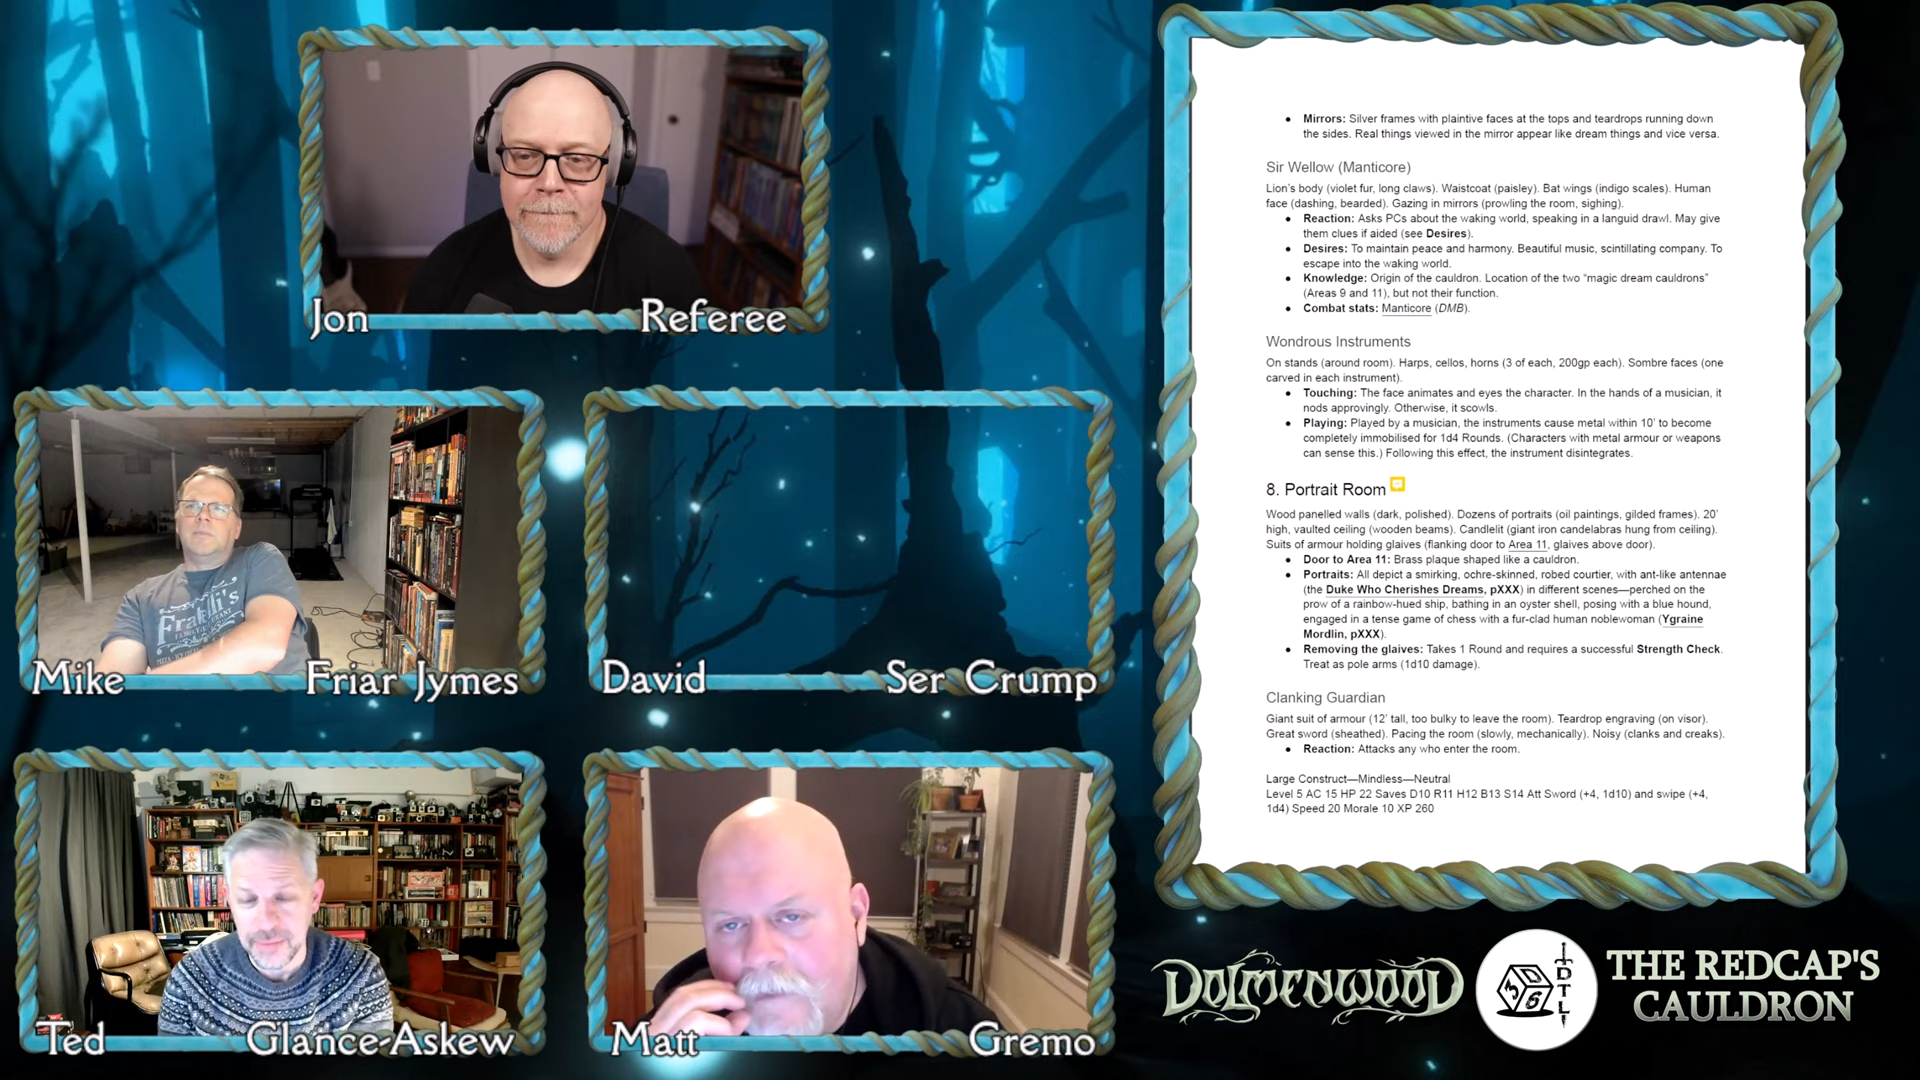 Jon Referee
Mike Friar Jymes
David Ser Crump
Ted Glance-Askew
Matt Gremo
• Mirrors: Silver frames with plaintive faces at the tops and teardrops running down
the sides. Real things viewed in the mirror appear like dream things and vice versa.
Sir Wellow (Manticore)
Lion's body (violet fur, long claws). Waistcoat (paisley). Bat wings (indigo scales). Human
face (dashing, bearded). Gazing in mirrors (prowling the room, sighing).
• Reaction: Asks PCs about the waking world, speaking in a languid drawl. May give
them clues if aided (see Desires).
• Desires: To maintain peace and harmony. Beautiful music, scintillating company. To
escape into the waking world.
• Knowledge: Origin of the cauldron. Location of the two “magic dream cauldrons”
(Areas 9 and 11), but not their function.
• Combat stats: Manticore (DMB).
Wondrous Instruments
On stands (around room). Harps, cellos, horns (3 of each, 200gp each). Sombre faces (one
carved in each instrument).
• Touching: The face animates and eyes the character. In the hands of a musician, it
nods approvingly. Otherwise, it scowls.
• Playing: Played by a musician, the instruments cause metal within 10' to become
completely immobilised for 1d4 Rounds. (Characters with metal armour or weapons
can sense this.) Following this effect, the instrument disintegrates.
8. Portrait Room
Wood panelled walls (dark, polished). Dozens of portraits (oil paintings, gilded frames). 20'
high, vaulted ceiling (wooden beams). Candlelit (giant iron candelabras hung from ceiling).
Suits of armour holding glaives (flanking door to Area 11, glaives above door).
• Door to Area 11: Brass plaque shaped like a cauldron.
• Portraits: All depict a smirking, ochre-skinned, robed courtier, with ant-like antennae
(the Duke Who Cherishes Dreams, pXXX) in different scenes—perched on the
prow of a rainbow-hued ship, bathing in an oyster shell, posing with a blue hound,
engaged in a tense game of chess with a fur-clad human noblewoman (Ygraine
Mordlin, pXXX).
• Removing the glaives: Takes 1 Round and requires a successful Strength Check.
Treat as pole arms (1d10 damage).
Clanking Guardian
Giant suit of armour (12' tall, too bulky to leave the room). Teardrop engraving (on visor).
Great sword (sheathed). Pacing the room (slowly, mechanically). Noisy (clanks and creaks).
• Reaction: Attacks any who enter the room.
Large Construct—Mindless—Neutral
Level 5 AC 15 HP 22 Saves D10 R11 H12 B13 S14 Att Sword (+4, 1d10) and swipe (+4,
1d4) Speed 20 Morale 10 XP 260
DOLMENWOOD
3D6
DTL
THE REDCAP'S
CAULDRON